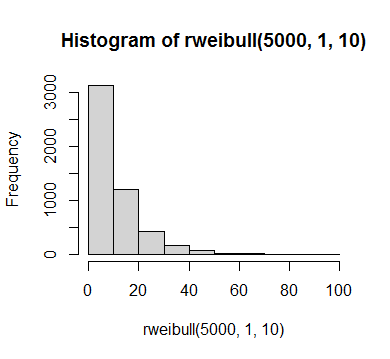 Histogram of rweibull(5000, 1, 10)
Frequency
3000
1000
0
0 20 40 60 80 100
rweibull(5000, 1, 10)